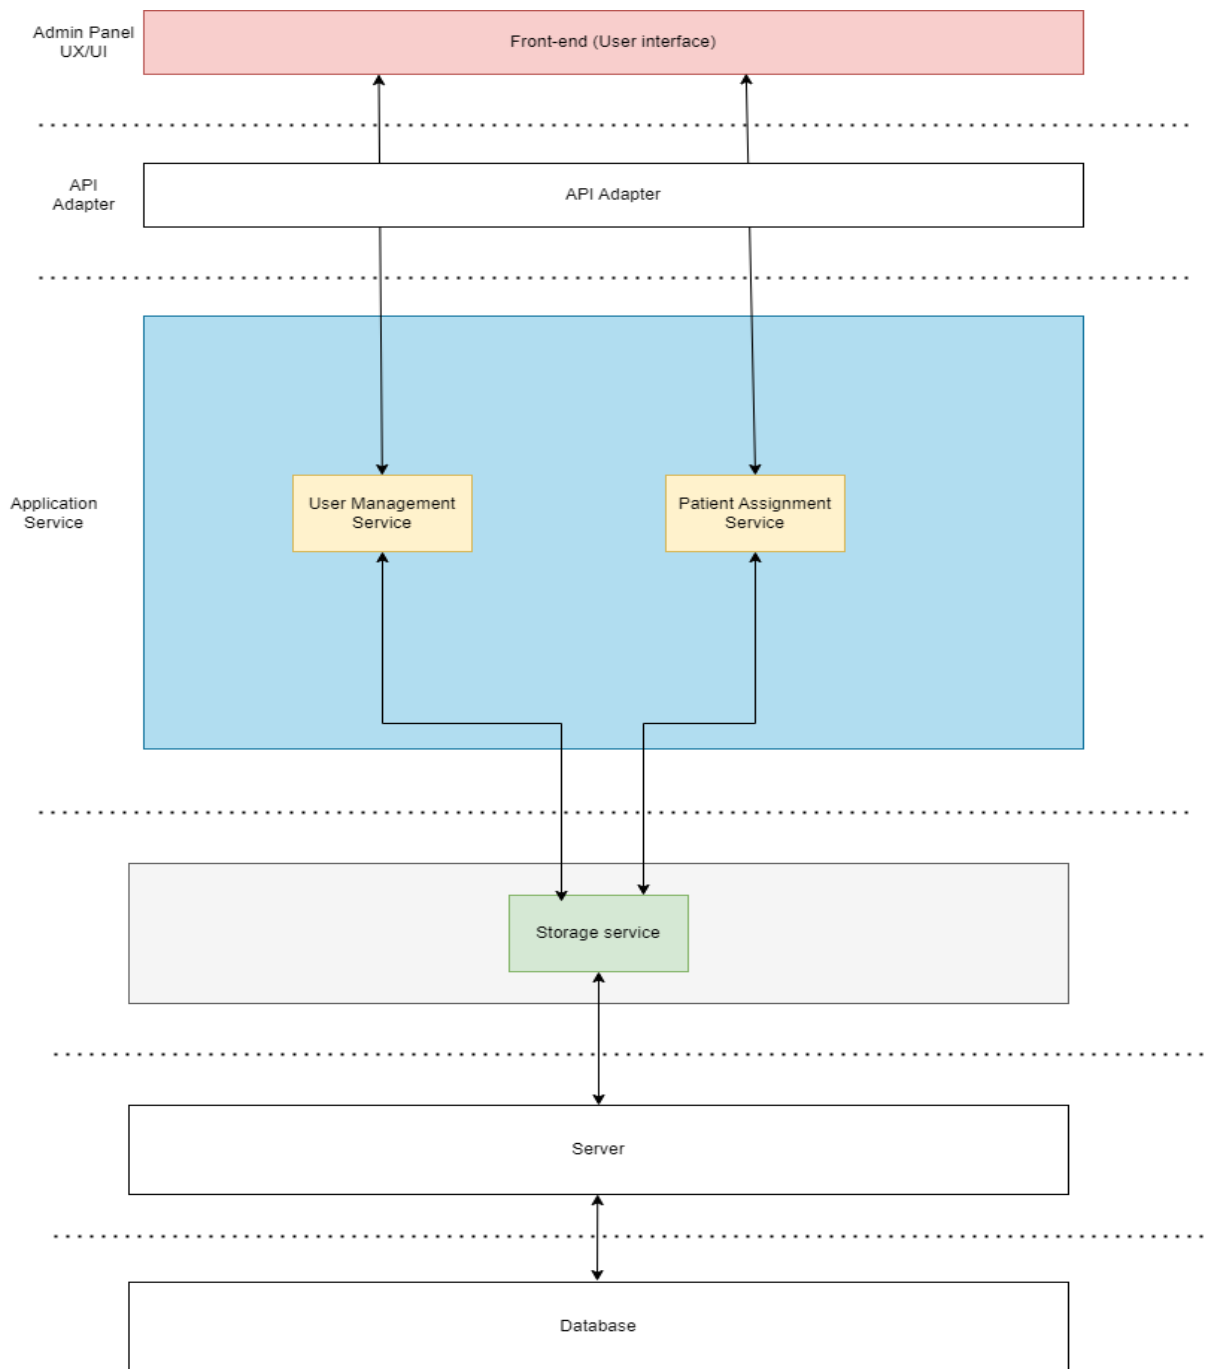 Admin Panel
UX/UI
Front-end (User interface)
API
Adapter
API Adapter
Application
Service
User Management
Service
Patient Assignment
Service
Storage service
Server
Database